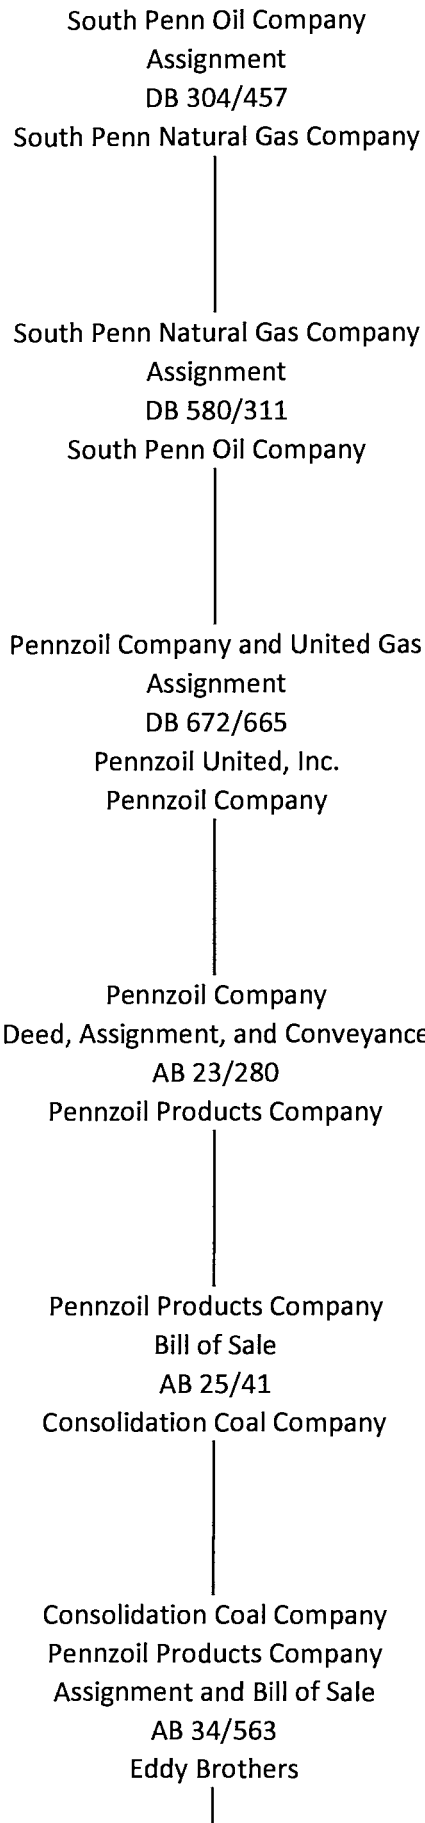 South Penn Oil Company
Assignment
DB 304/457
South Penn Natural Gas Company
South Penn Natural Gas Company
Assignment
DB 580/311
South Penn Oil Company
Pennzoil Company and United Gas
Assignment
DB 672/665
Pennzoil United, Inc.
Pennzoil Company
Pennzoil Company
Deed, Assignment, and Conveyance
AB 23/280
Pennzoil Products Company
Pennzoil Products Company
Bill of Sale
AB 25/41
Consolidation Coal Company
Consolidation Coal Company
Pennzoil Products Company
Assignment and Bill of Sale
AB 34/563
Eddy Brothers